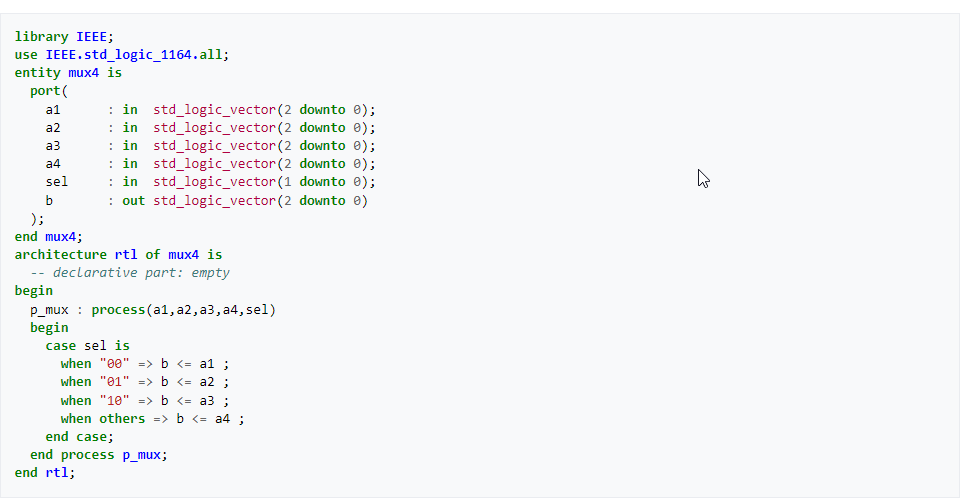 library IEEE;
use IEEE.std_logic_1164.all;
entity mux4 is
  port(
    a1      : in  std_logic_vector(2 downto 0);
    a2      : in  std_logic_vector(2 downto 0);
    a3      : in  std_logic_vector(2 downto 0);
    a4      : in  std_logic_vector(2 downto 0);
    sel     : in  std_logic_vector(1 downto 0);
    b       : out std_logic_vector(2 downto 0)
  );
end mux4;
architecture rtl of mux4 is
  -- declarative part: empty
begin
  p_mux : process(a1,a2,a3,a4,sel)
  begin
    case sel is
      when "00" => b <= a1 ;
      when "01" => b <= a2 ;
      when "10" => b <= a3 ;
      when others => b <= a4 ;
    end case;
  end process p_mux;
end rtl;